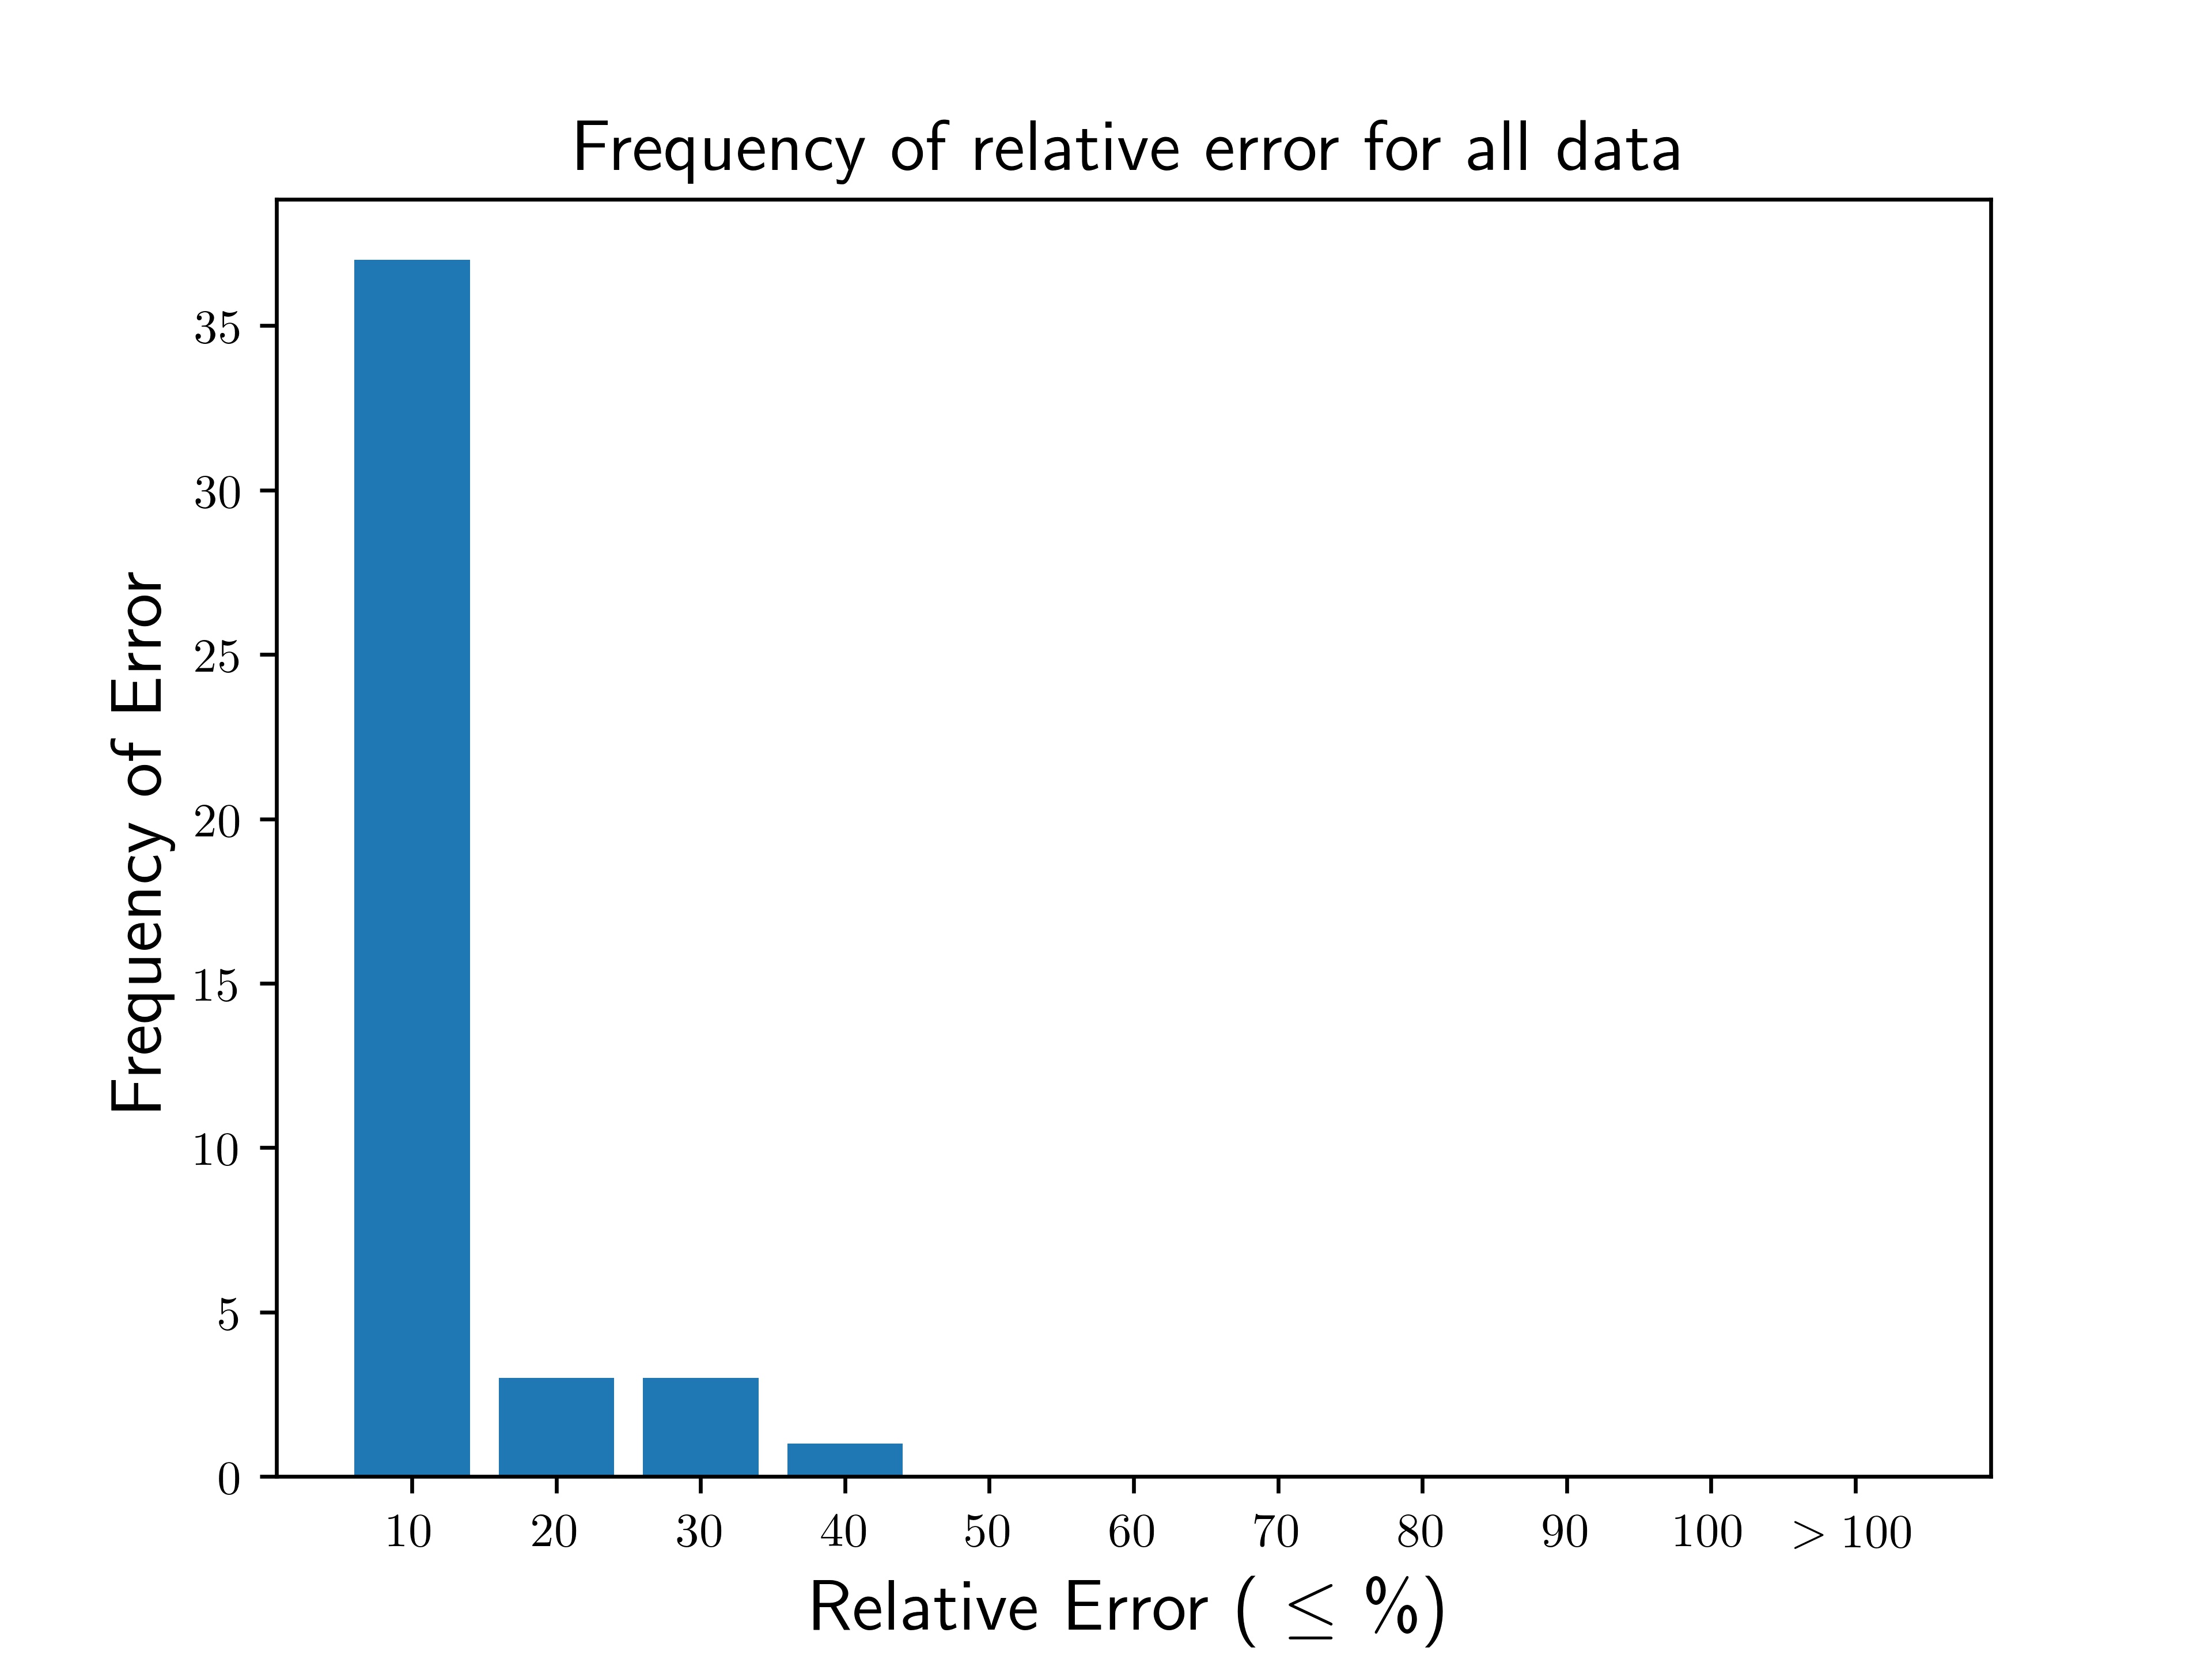 Frequency of relative error for all data
Frequency of Error
35
30
25
20
15
10
5
0
10 20 30 40 50 60 70 80 90 100 > 100
Relative Error ( ≤ %)